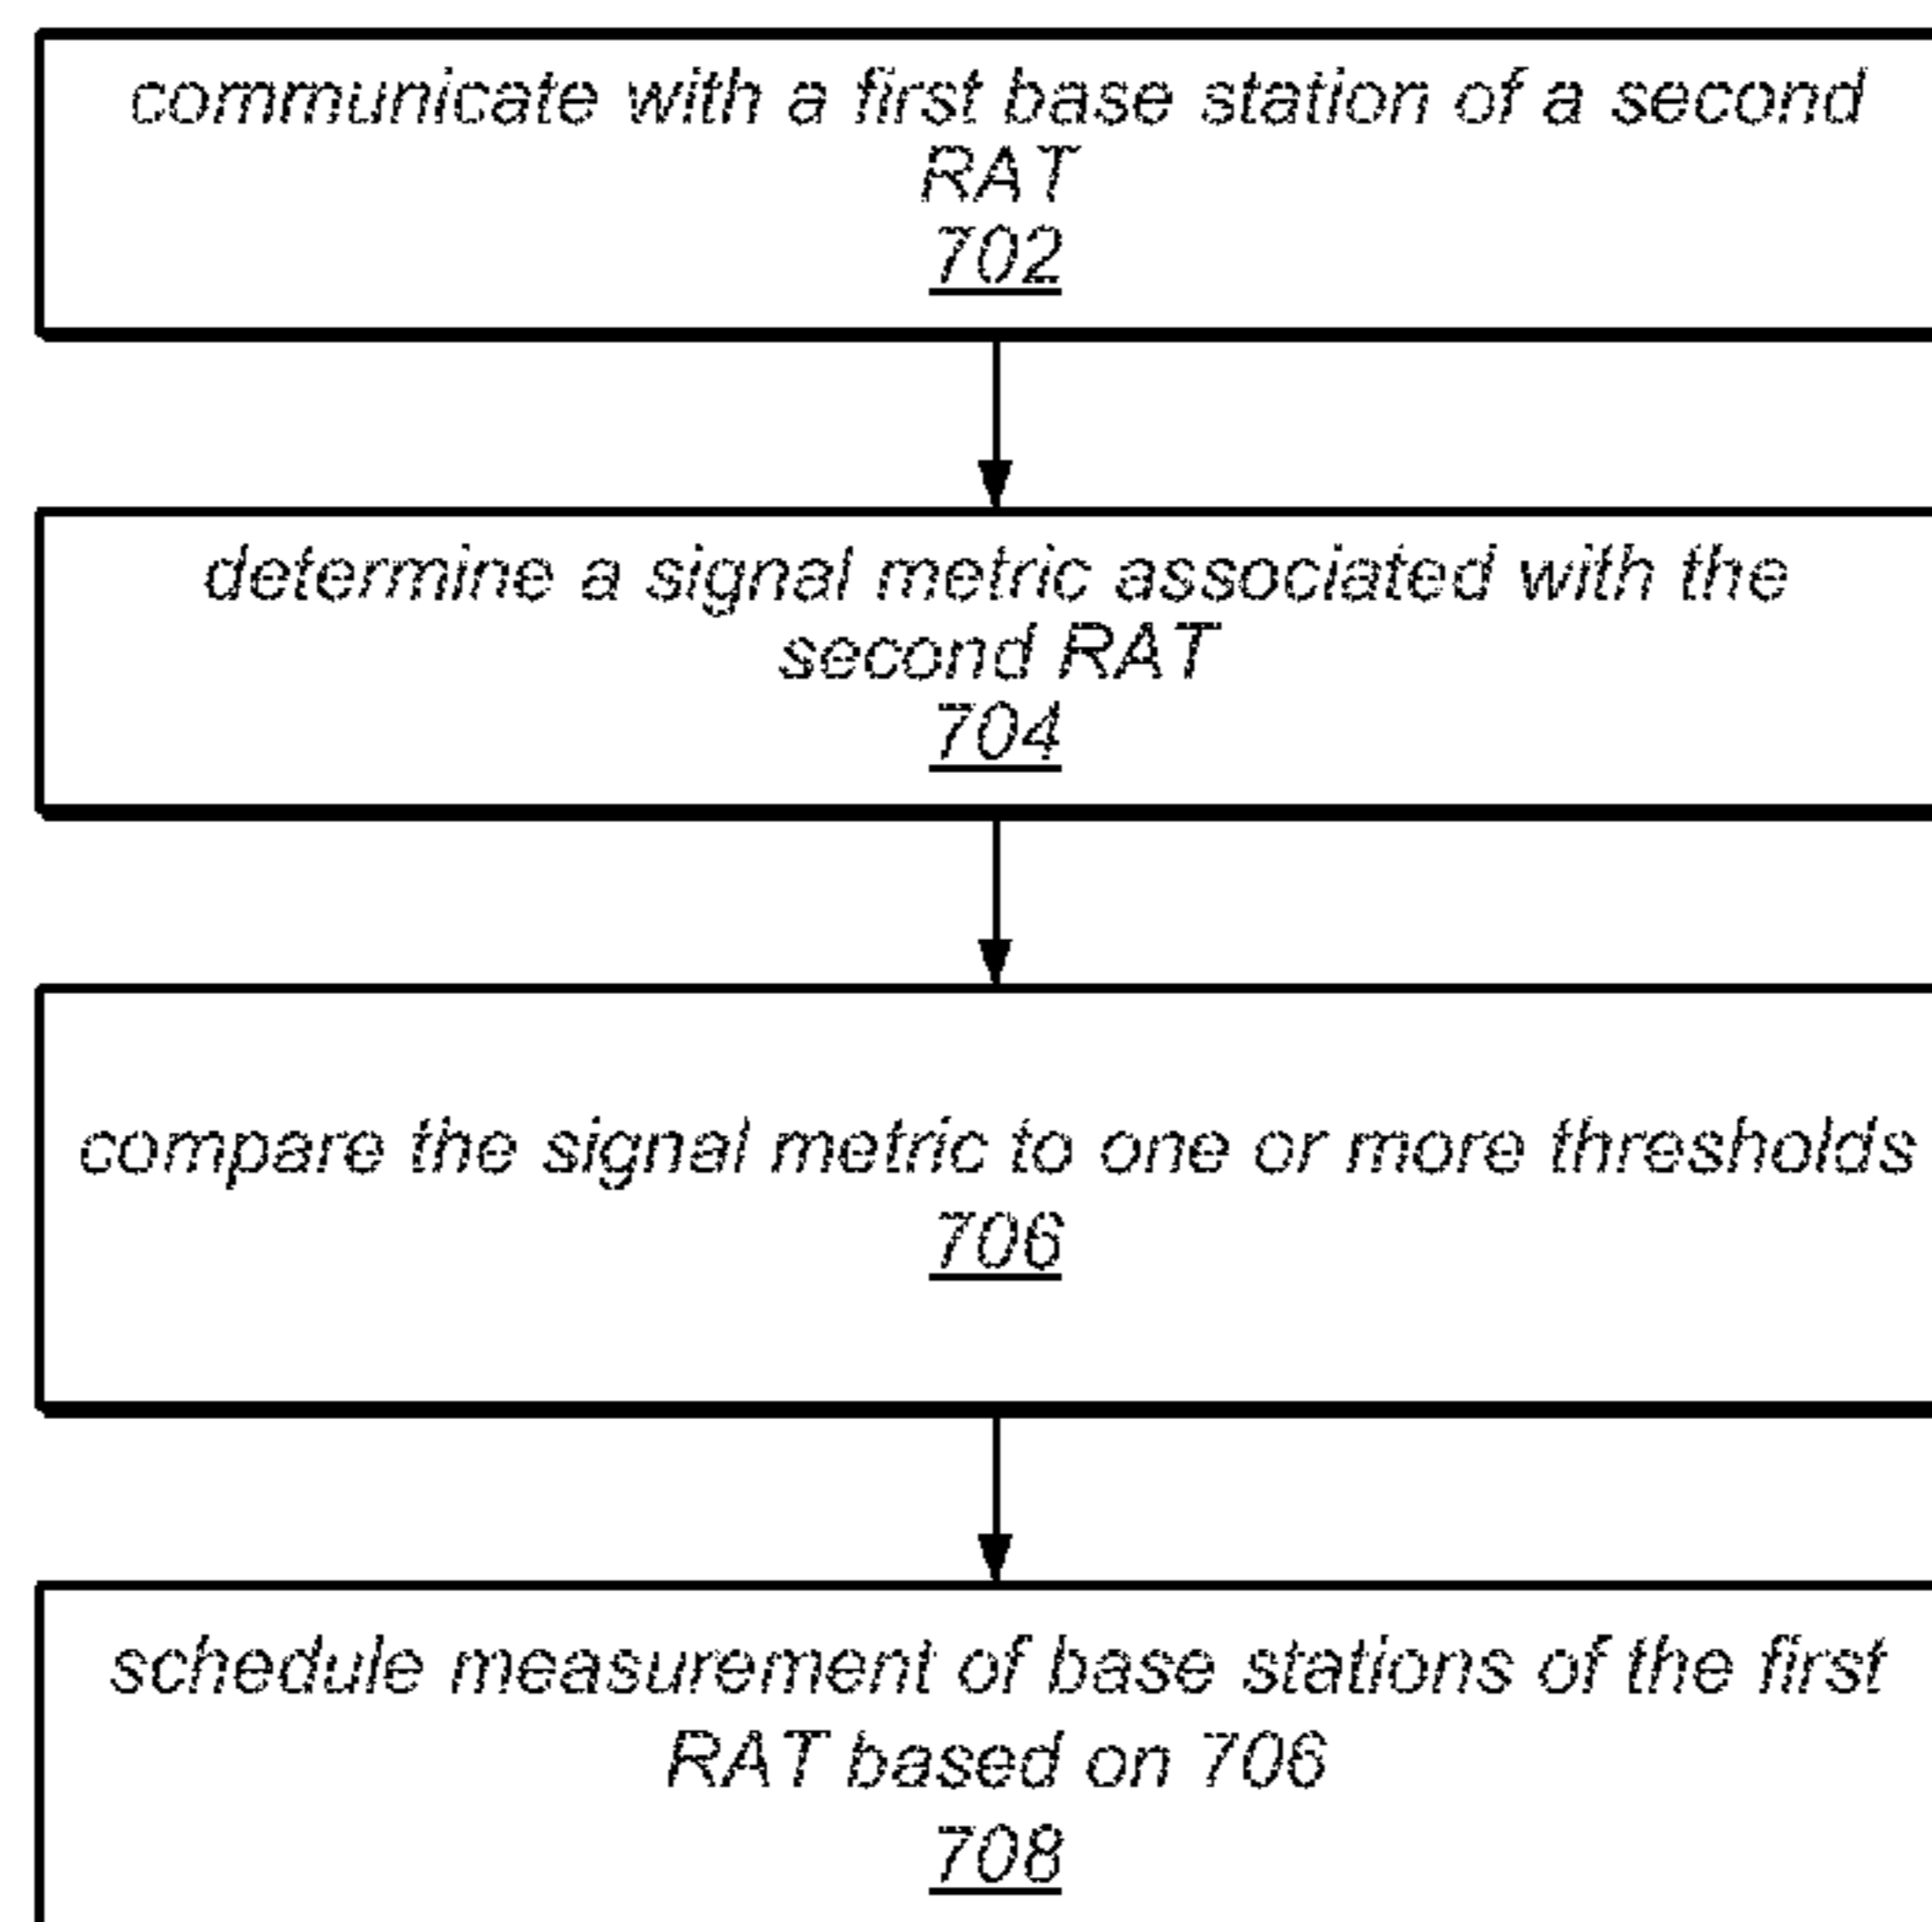 communicate with a first base station of a second
RAT
702
determine a signal metric associated with the
second RAT
704
compare the signal metric to one or more thresholds
706
schedule measurement of base stations of the first
RAT based on 706
708